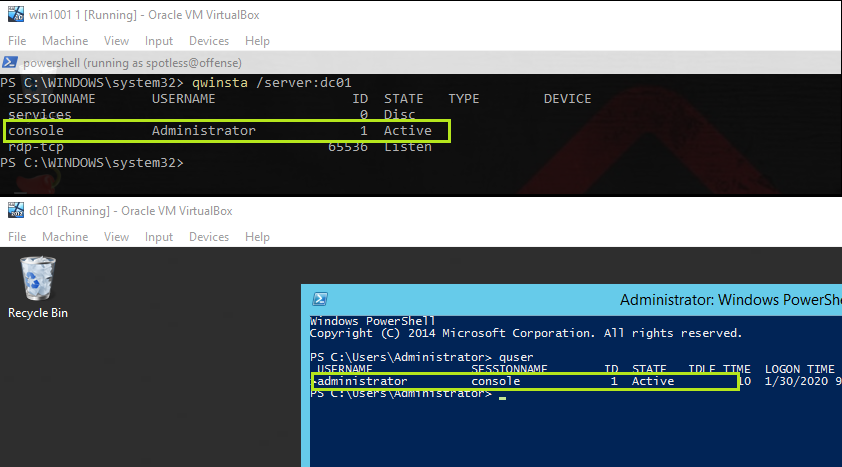 win1001 1 [Running] - Oracle VM VirtualBox
File Machine View Input Devices Help
powershell (running as spotless@offense)
PS C:\WINDOWS\system32> qwinsta /server:dc01
SESSIONNAME USERNAME ID STATE TYPE DEVICE
services 0 Disc
console Administrator 1 Active
rdp-tcp 65536 Listen
PS C:\WINDOWS\system32>
dc01 [Running] - Oracle VM VirtualBox
File Machine View Input Devices Help
Recycle Bin
Administrator: Windows PowerShe
Windows PowerShell
Copyright (C) 2014 Microsoft Corporation. All rights reserved.
PS C:\Users\Administrator> quser
USERNAME SESSIONNAME ID STATE IDLE TIME LOGON TIME
>administrator console 1 Active 10 1/30/2020 9
PS C:\Users\Administrator> _